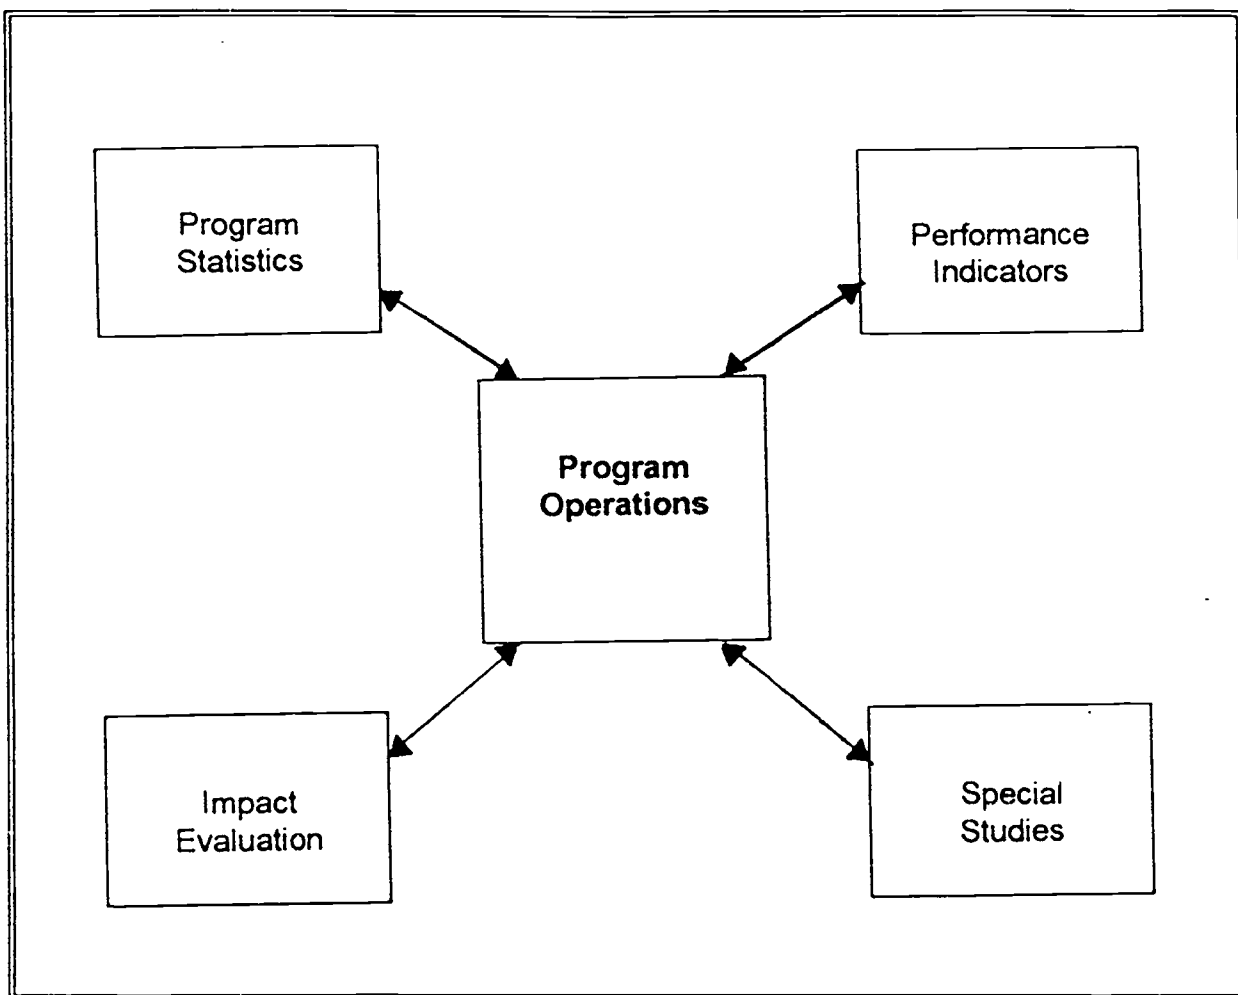 Program
Statistics
Performance
Indicators
Program
Operations
Impact
Evaluation
Special
Studies